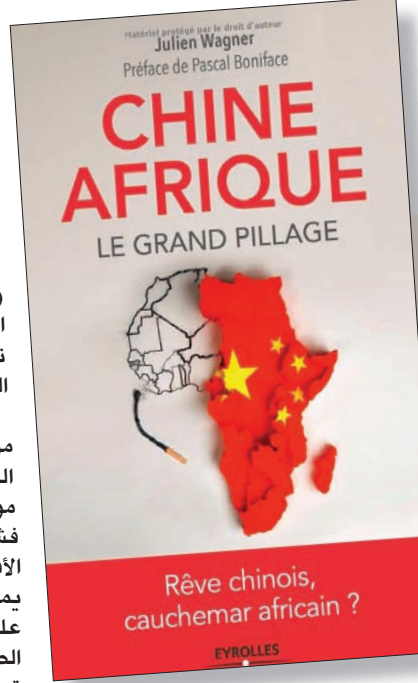 Matériel protégé par le droit d'auteur
Julien Wagner
Préface de Pascal Boniface
CHINE
AFRIQUE
LE GRAND PILLAGE
Rêve chinois,
cauchemar africain ?
EYROLLES